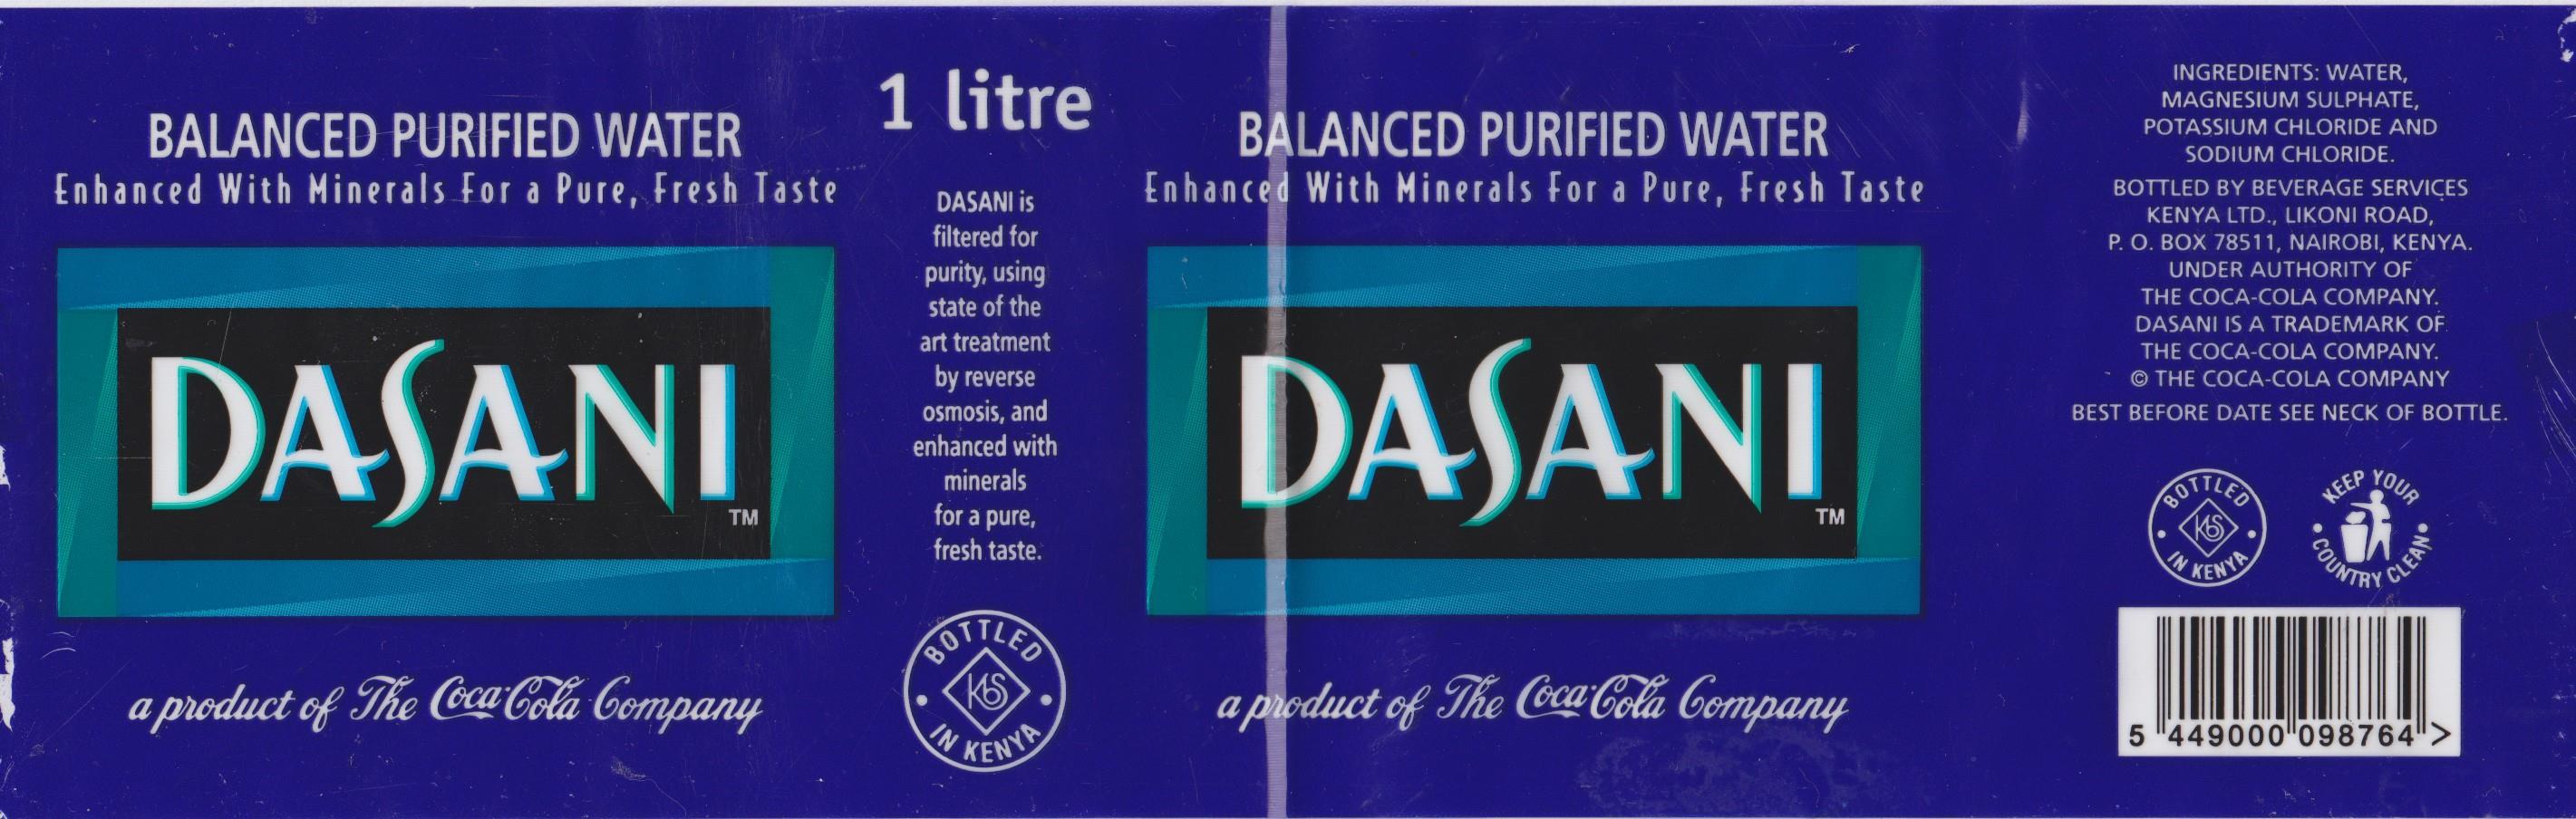 BALANCED PURIFIED WATER
Enhanced With Minerals For a Pure, Fresh Taste
DASANI
TM
a product of The Coca-Cola Company
1 litre
DASANI is
filtered for
purity, using
state of the
art treatment
by reverse
osmosis, and
enhanced with
minerals
for a pure,
fresh taste.
BOTTLED
KbS
IN KENYA
BALANCED PURIFIED WATER
Enhanced With Minerals For a Pure, Fresh Taste
DASANI
TM
a product of The Coca-Cola Company
INGREDIENTS: WATER,
MAGNESIUM SULPHATE,
POTASSIUM CHLORIDE AND
SODIUM CHLORIDE.
BOTTLED BY BEVERAGE SERVICES
KENYA LTD., LIKONI ROAD,
P. O. BOX 78511, NAIROBI, KENYA.
UNDER AUTHORITY OF
THE COCA-COLA COMPANY.
DASANI IS A TRADEMARK OF
THE COCA-COLA COMPANY.
© THE COCA-COLA COMPANY
BEST BEFORE DATE SEE NECK OF BOTTLE.
BOTTLED
KbS
IN KENYA
KEEP YOUR
COUNTRY CLEAN
5 449000 098764 >